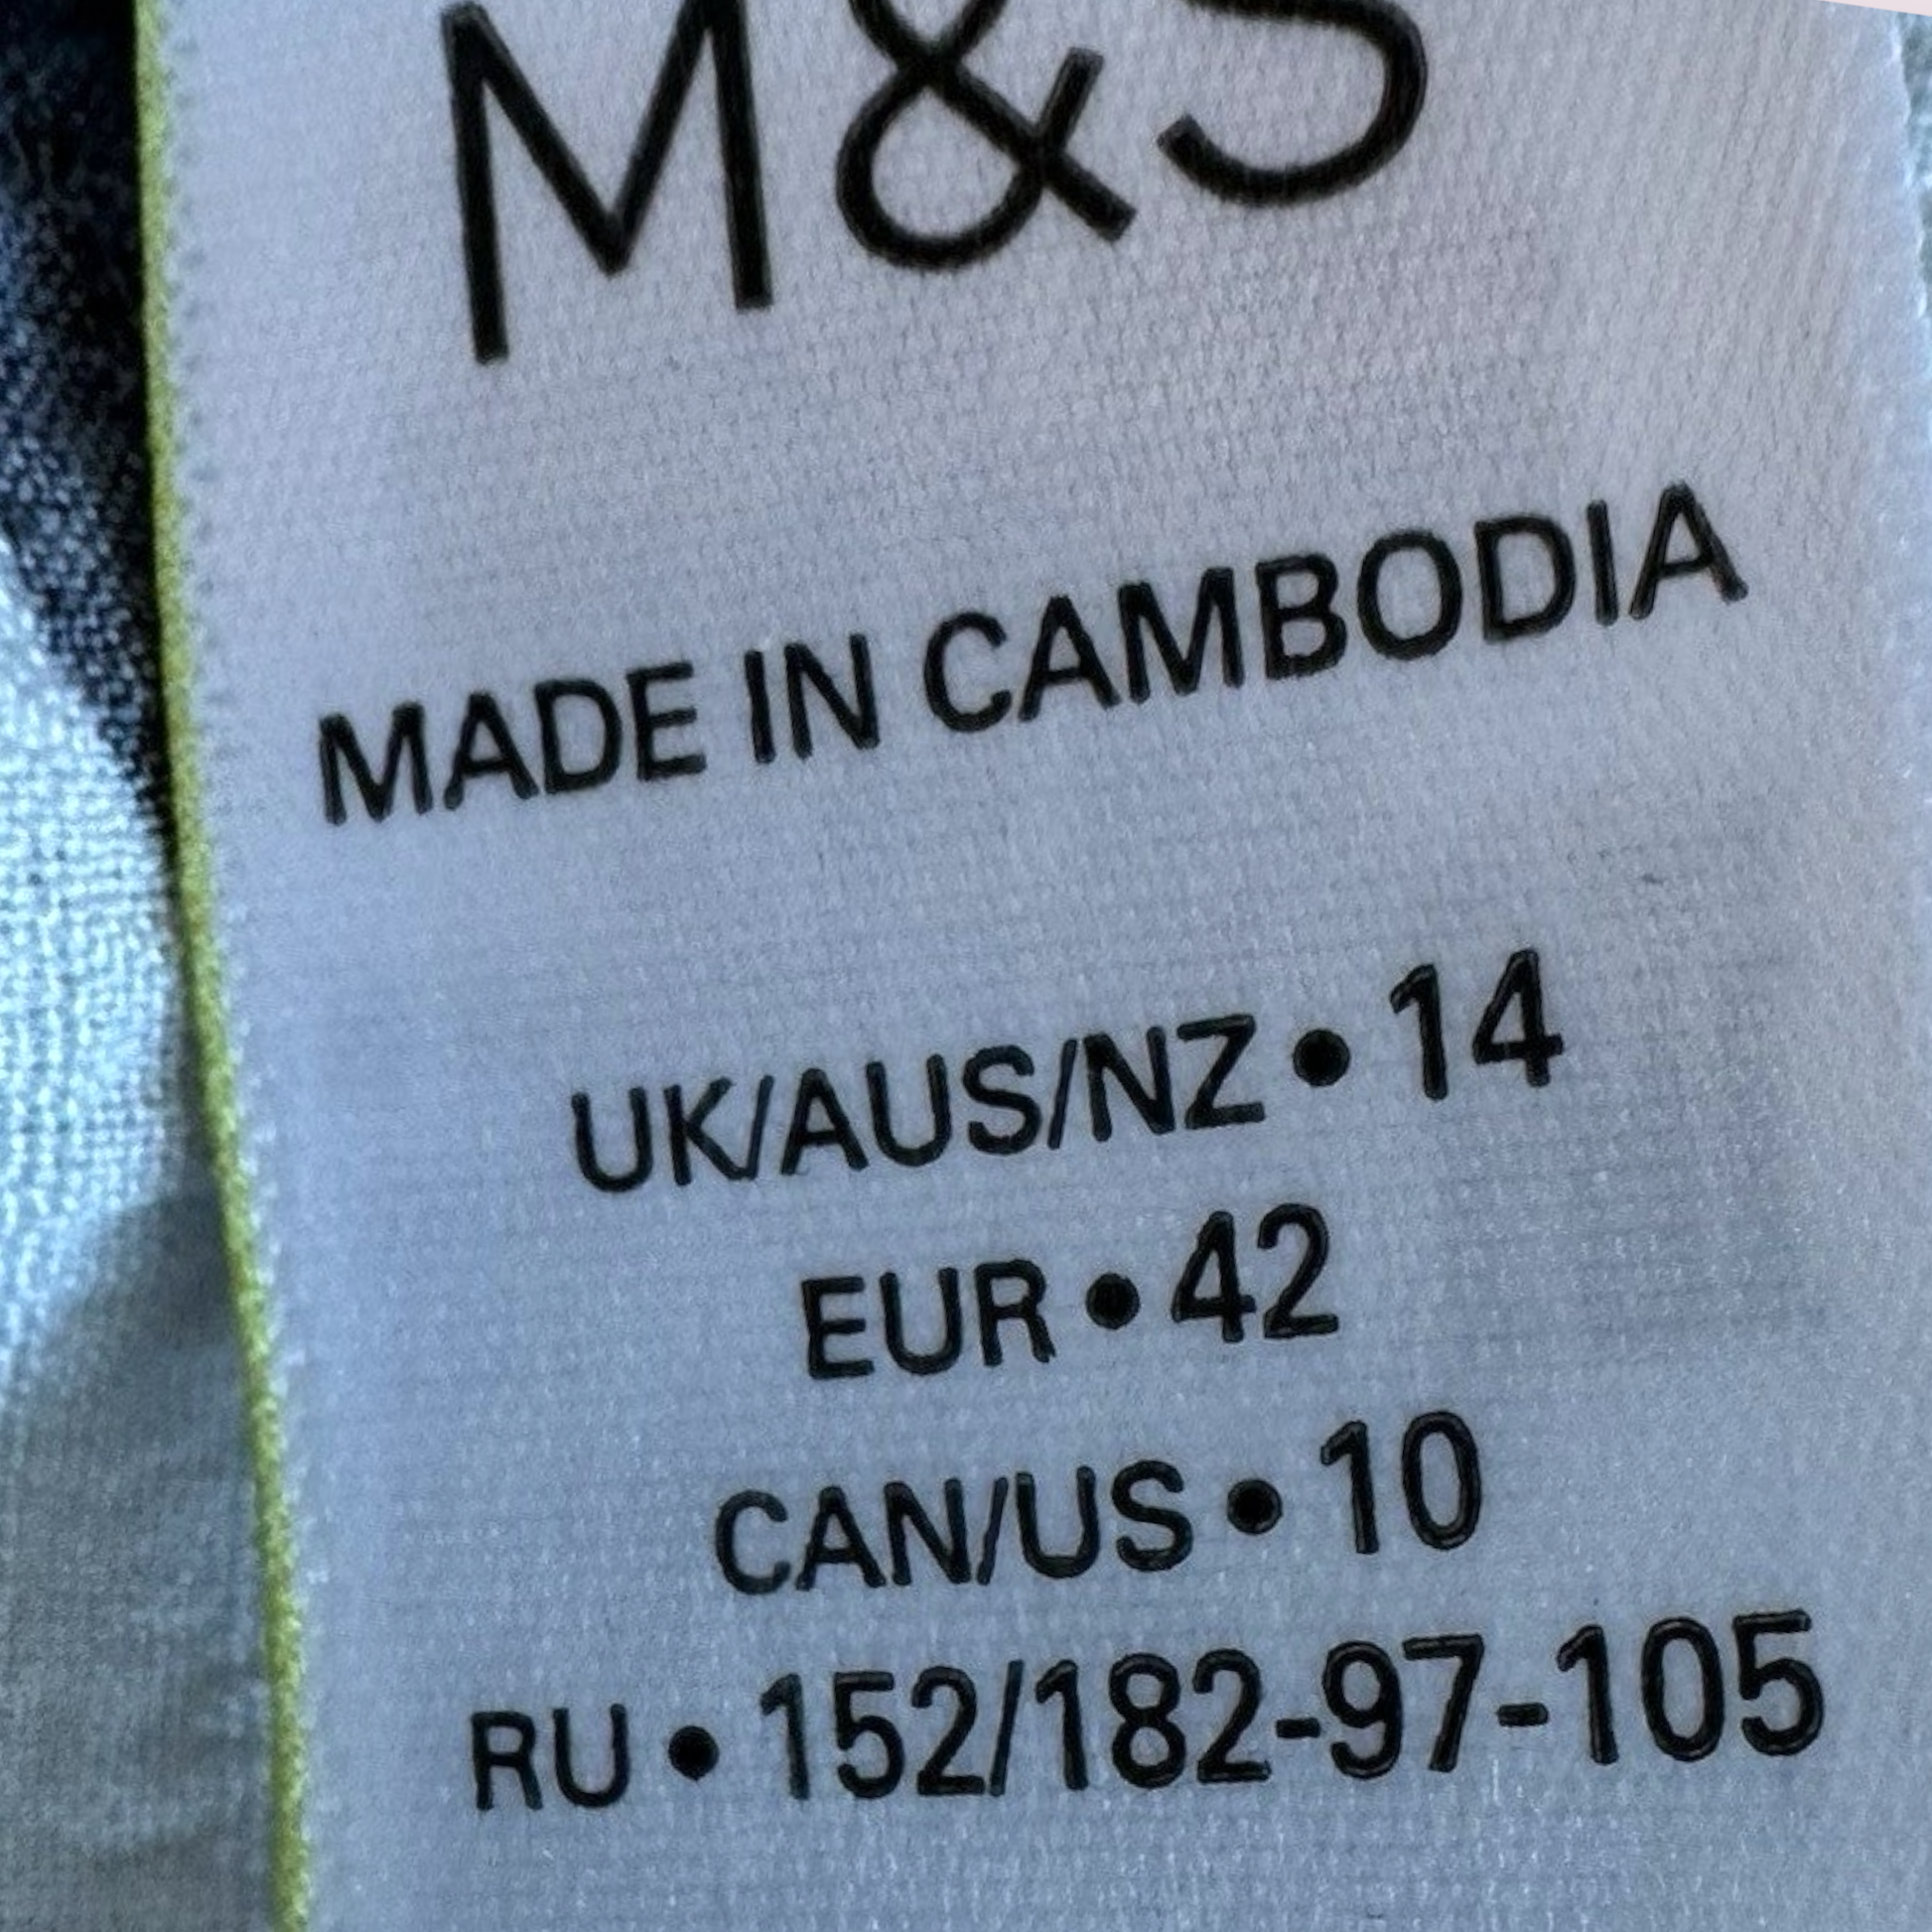 M&S
MADE IN CAMBODIA
UK/AUS/NZ • 14
EUR • 42
CAN/US • 10
RU • 152/182-97-105